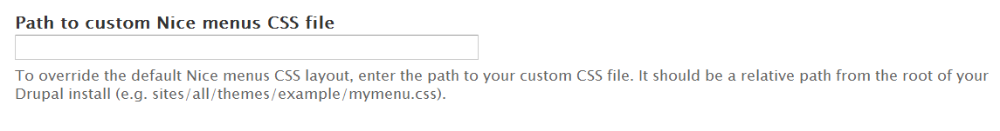 Path to custom Nice menus CSS file
To override the default Nice menus CSS layout, enter the path to your custom CSS file. It should be a relative path from the root of your
Drupal install (e.g. sites/all/themes/example/mymenu.css).